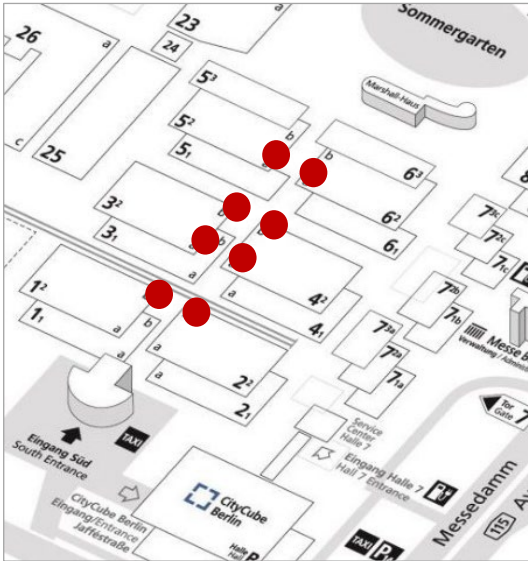 23
a
Sommergarten
26
a
24
Marshall-Haus
5³
b
5²
a
b
5₁
a
6³
c
25
6²
3²
b
b
6₁
3₁
a
b
a
8
7³ᶜ
7²ᶜ
7₁c
7²ᵇ
7₁b
1²
a
4²
1₁
a
b
4₁
a
7³ᵃ
7²ᵃ
7₁a
Messe B
Verwaltung / Administ
a
a
2²
a
2₁
Eingang Süd
South Entrance
TAXI
Service
Center
Halle 7
Tor
Gate 7
Eingang Halle 7
Hall 7 Entrance
CityCube
Berlin
CityCube Berlin
Eingang/Entrance
Jafféstraße
Halle
Hall
P
Messedamm
115
A
TAXI
P